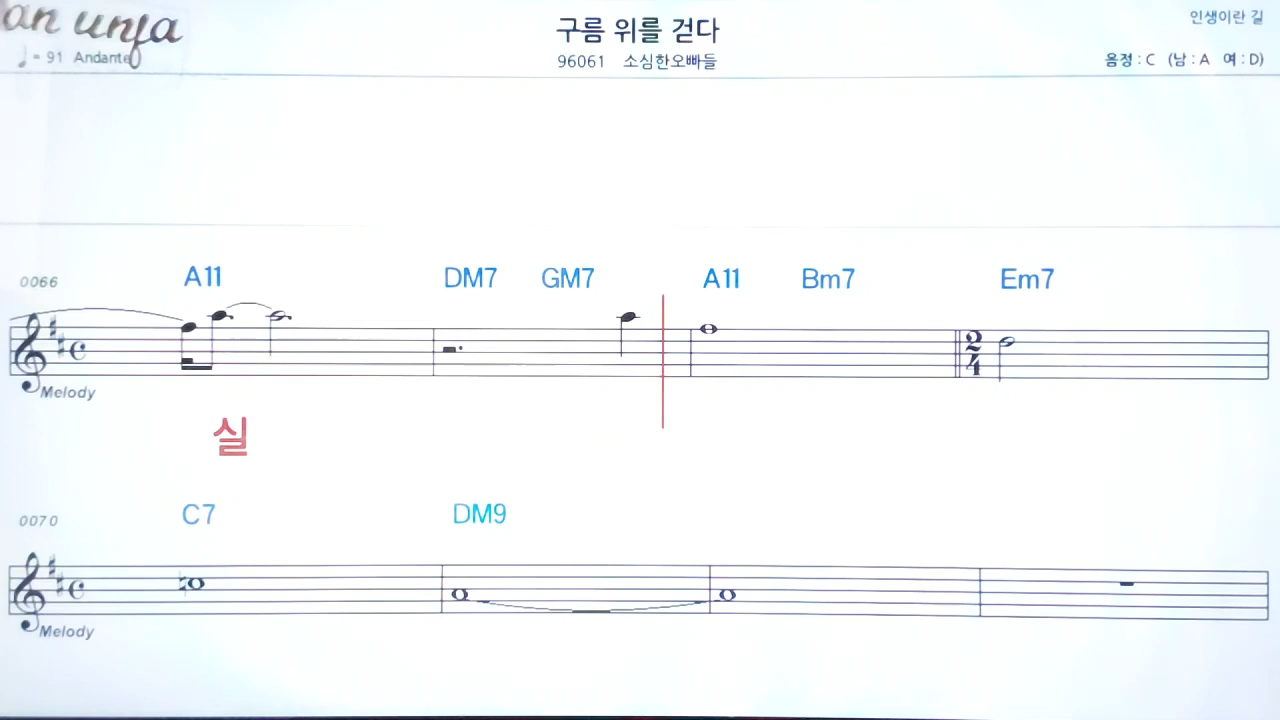 an unja
구름 위를 걷다
인생이란 길
♩= 91 Andante
96061 소심한오빠들
음정 : C (남 : A 여 : D)
A11 DM7 GM7 A11 Bm7 Em7
0066
2
4
Melody
실
C7 DM9
0070
Melody